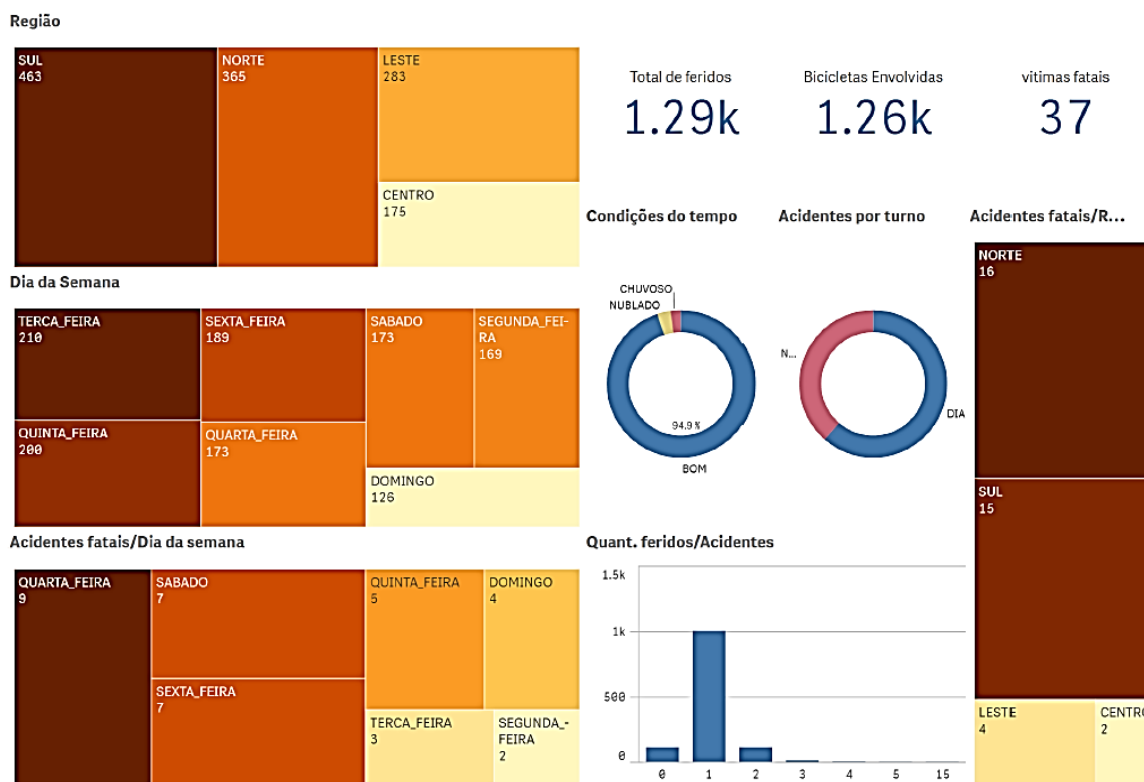 Região
SUL
463
NORTE
365
LESTE
283
CENTRO
175
Total de feridos
1.29k
Bicicletas Envolvidas
1.26k
vitimas fatais
37
Dia da Semana
TERCA_FEIRA
210
QUINTA_FEIRA
200
SEXTA_FEIRA
189
QUARTA_FEIRA
173
SABADO
173
SEGUNDA_FEI-
RA
169
DOMINGO
126
Condições do tempo
CHUVOSO
NUBLADO
94.9%
BOM
Acidentes por turno
N...
DIA
Acidentes fatais/R...
NORTE
16
SUL
15
LESTE
4
CENTRO
2
Acidentes fatais/Dia da semana
QUARTA_FEIRA
9
SABADO
7
SEXTA_FEIRA
7
QUINTA_FEIRA
5
DOMINGO
4
TERCA_FEIRA
3
SEGUNDA_-
FEIRA
2
Quant. feridos/Acidentes
1.5k
1k
500
0
0 1 2 3 4 5 15